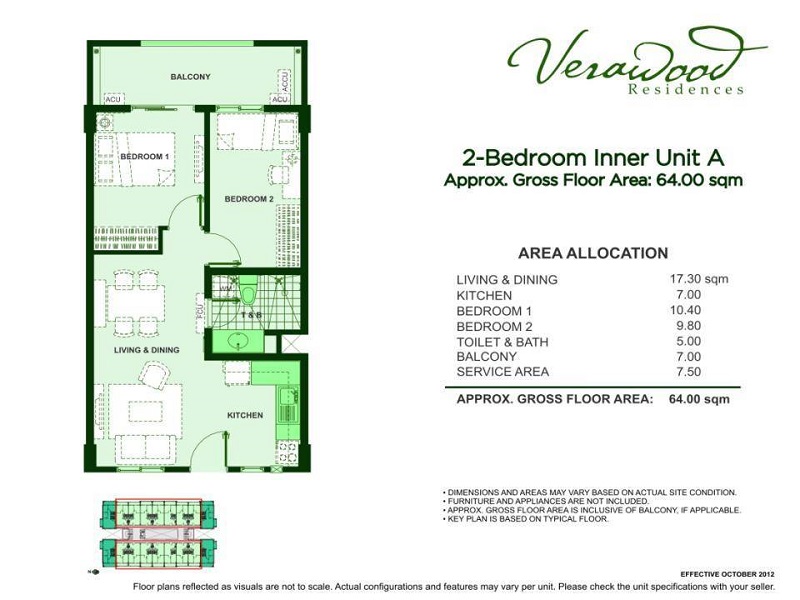 Verawood
Residences
2-Bedroom Inner Unit A
Approx. Gross Floor Area: 64.00 sqm
BALCONY
ACU
ACU
ACCU
BEDROOM 1
BEDROOM 2
WM
FCU
T & B
LIVING & DINING
KITCHEN
AREA ALLOCATION
LIVING & DINING 17.30 sqm
KITCHEN 7.00
BEDROOM 1 10.40
BEDROOM 2 9.80
TOILET & BATH 5.00
BALCONY 7.00
SERVICE AREA 7.50
APPROX. GROSS FLOOR AREA: 64.00 sqm
• DIMENSIONS AND AREAS MAY VARY BASED ON ACTUAL SITE CONDITION.
• FURNITURE AND APPLIANCES ARE NOT INCLUDED.
• APPROX. GROSS FLOOR AREA IS INCLUSIVE OF BALCONY, IF APPLICABLE.
• KEY PLAN IS BASED ON TYPICAL FLOOR.
N
EFFECTIVE OCTOBER 2012
Floor plans reflected as visuals are not to scale. Actual configurations and features may vary per unit. Please check the unit specifications with your seller.